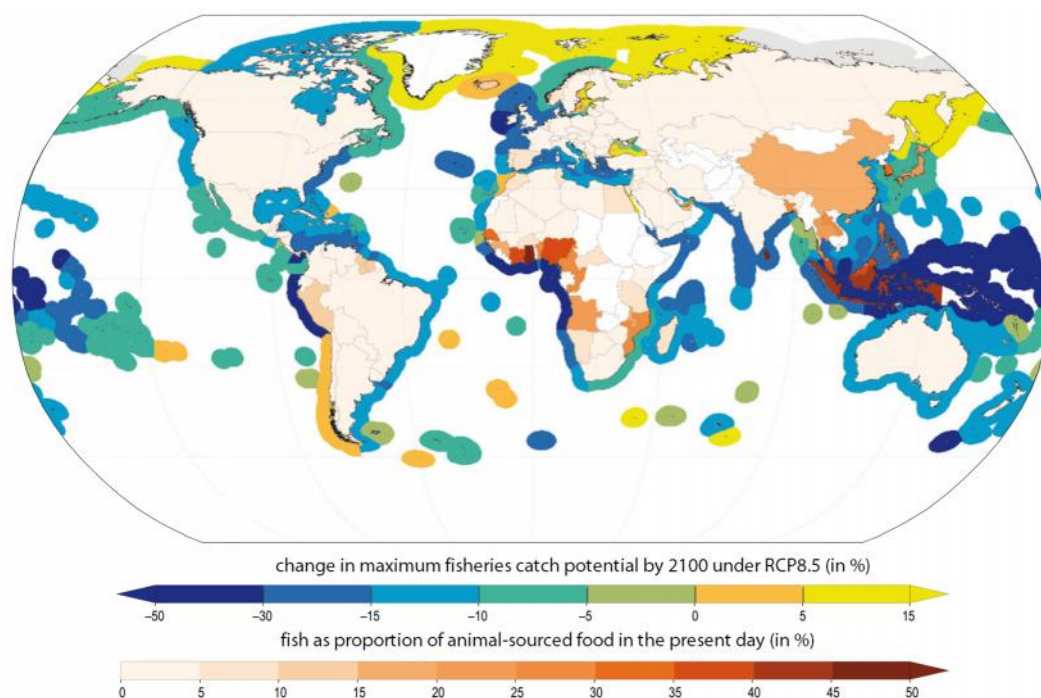 change in maximum fisheries catch potential by 2100 under RCP8.5 (in %)
−50 −30 −15 −10 −5 0 5 15
fish as proportion of animal-sourced food in the present day (in %)
0 5 10 15 20 25 30 35 40 45 50